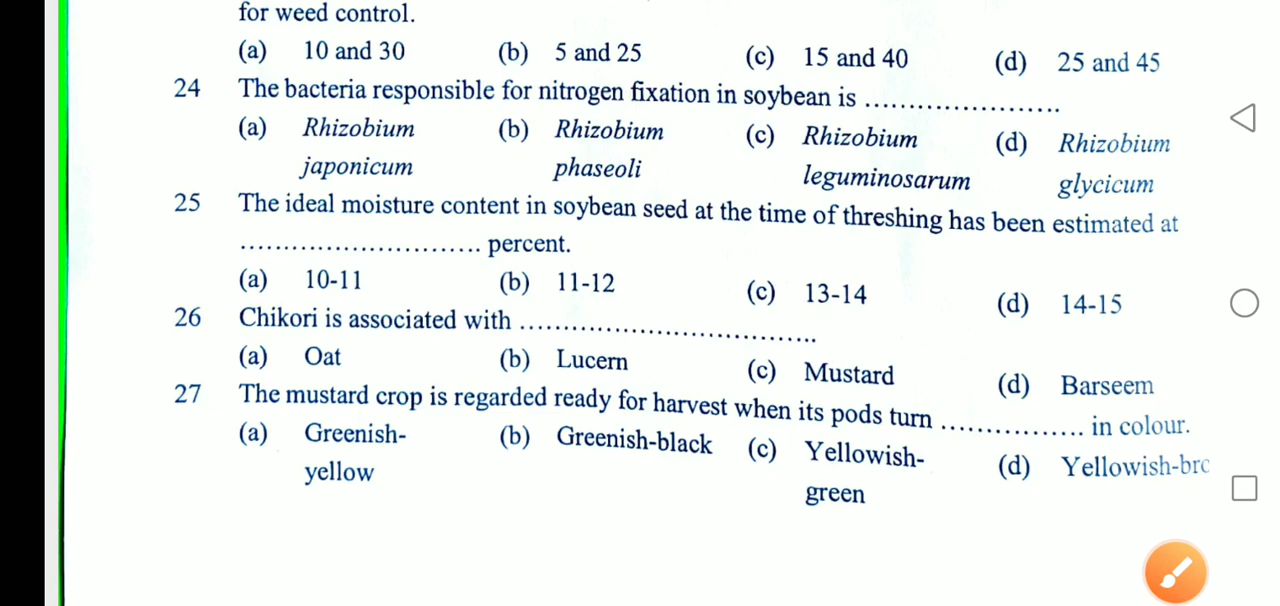 for weed control.
(a) 10 and 30 (b) 5 and 25 (c) 15 and 40 (d) 25 and 45
24 The bacteria responsible for nitrogen fixation in soybean is ......................
(a) Rhizobium (b) Rhizobium (c) Rhizobium (d) Rhizobium
japonicum phaseoli leguminosarum glycicum
25 The ideal moisture content in soybean seed at the time of threshing has been estimated at
........................... percent.
(a) 10-11 (b) 11-12 (c) 13-14 (d) 14-15
26 Chikori is associated with ..................................
(a) Oat (b) Lucern (c) Mustard (d) Barseem
27 The mustard crop is regarded ready for harvest when its pods turn ................ in colour.
(a) Greenish- (b) Greenish-black (c) Yellowish- (d) Yellowish-brc
yellow green